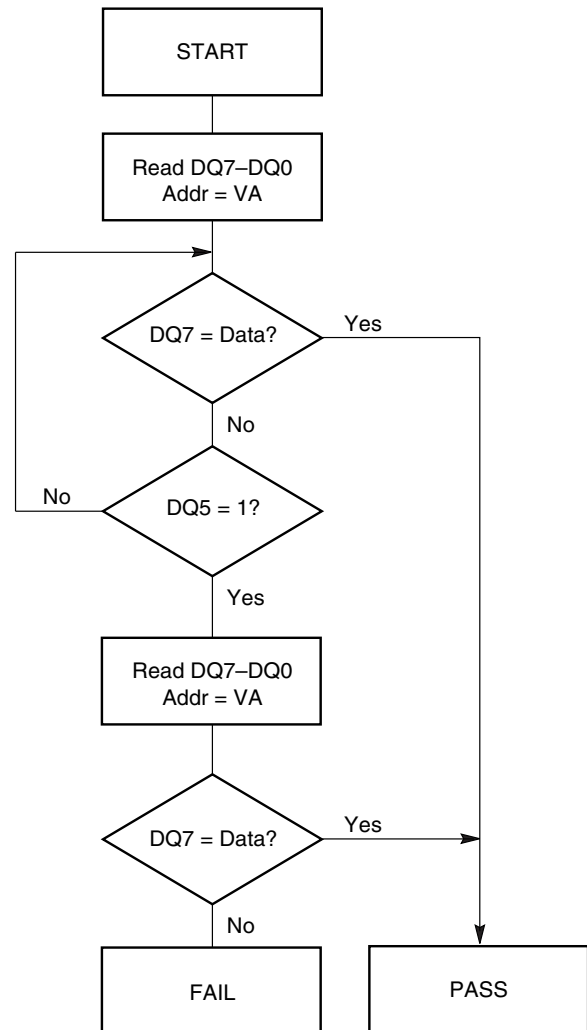 START
Read DQ7–DQ0
Addr = VA
DQ7 = Data?
Yes
No
No
DQ5 = 1?
Yes
Read DQ7–DQ0
Addr = VA
DQ7 = Data?
Yes
No
FAIL
PASS